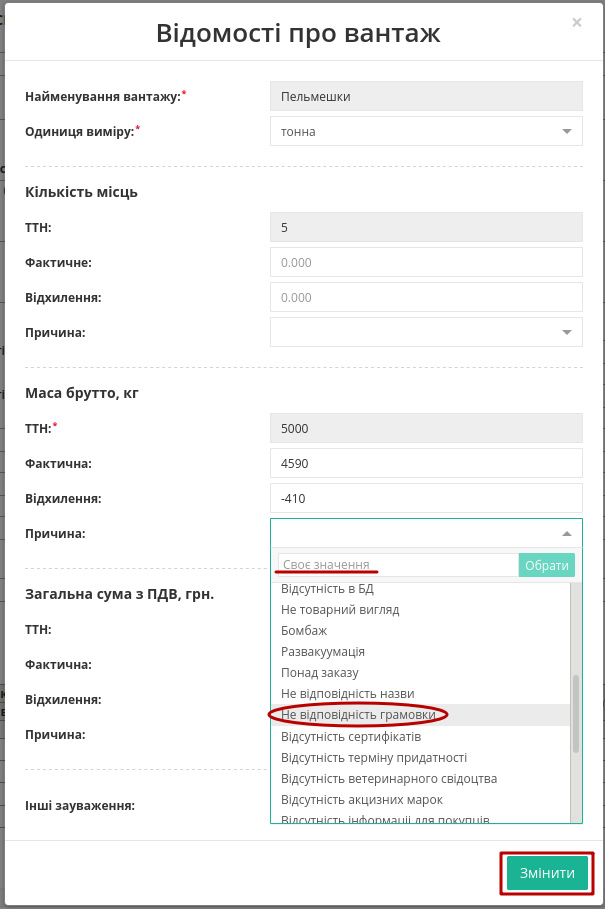 Відомості про вантаж
×
Найменування вантажу:* Пельмешки
Одиниця виміру:* тонна
Кількість місць
ТТН: 5
Фактичне: 0.000
Відхилення: 0.000
Причина:
Маса брутто, кг
ТТН:* 5000
Фактична: 4590
Відхилення: -410
Причина:
Своє значення Обрати
Відсутність в БД
Не товарний вигляд
Бомбаж
Развакуумація
Понад заказу
Не відповідність назви
Не відповідність грамовки
Відсутність сертифікатів
Відсутність терміну придатності
Відсутність ветеринарного свідоцтва
Відсутність акцизних марок
Відсутність інформації для покупців
Загальна сума з ПДВ, грн.
ТТН:
Фактична:
Відхилення:
Причина:
Інші зауваження:
Змінити